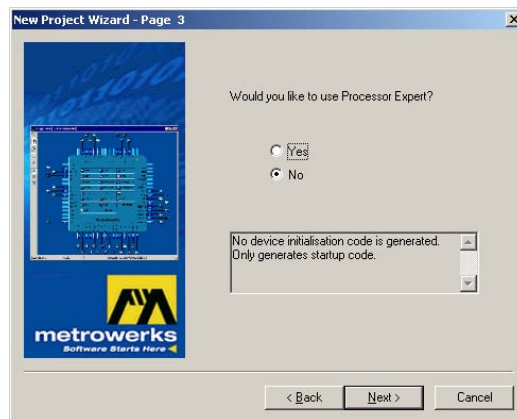 New Project Wizard - Page 3
Would you like to use Processor Expert?
Yes
No
No device initialisation code is generated.
Only generates startup code.
metrowerks
Software Starts Here
< Back
Next >
Cancel